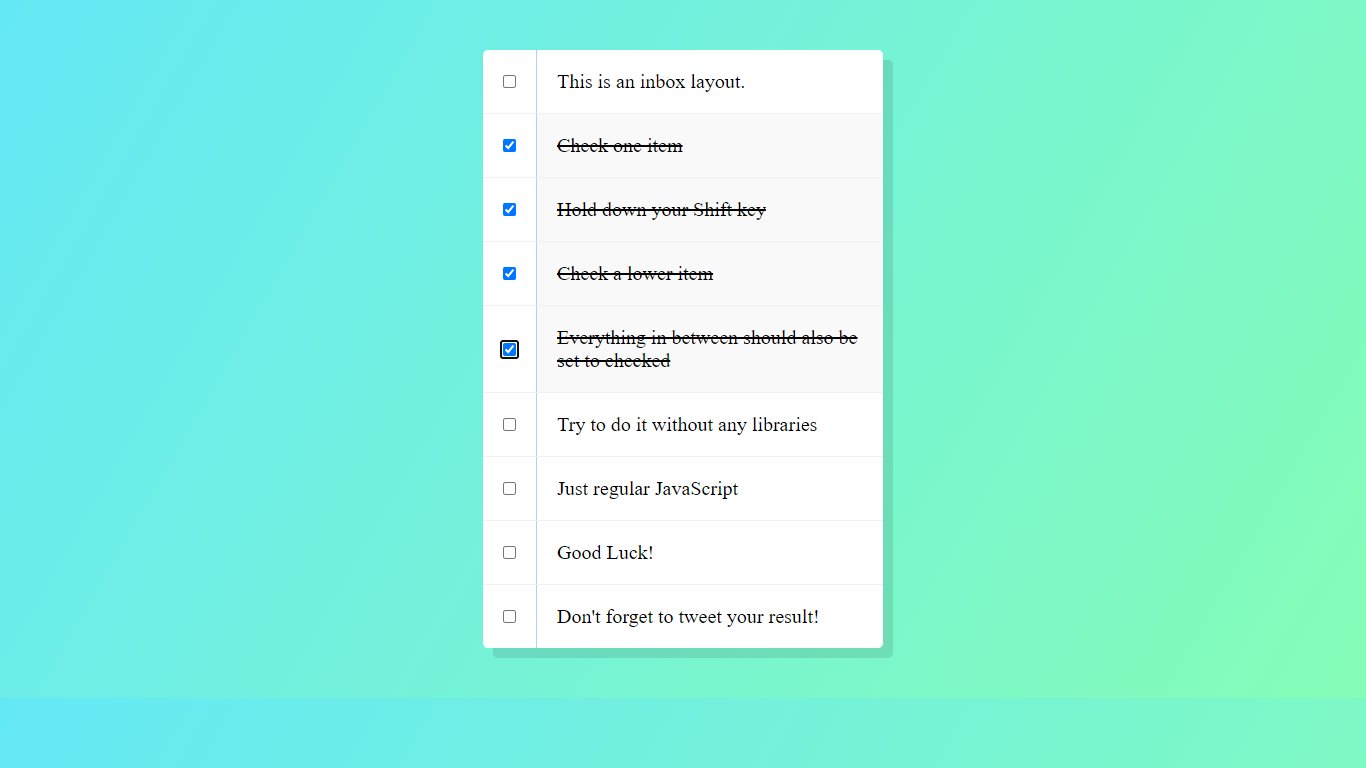 This is an inbox layout.
Check one item
Hold down your Shift key
Check a lower item
Everything in between should also be
set to checked
Try to do it without any libraries
Just regular JavaScript
Good Luck!
Don't forget to tweet your result!